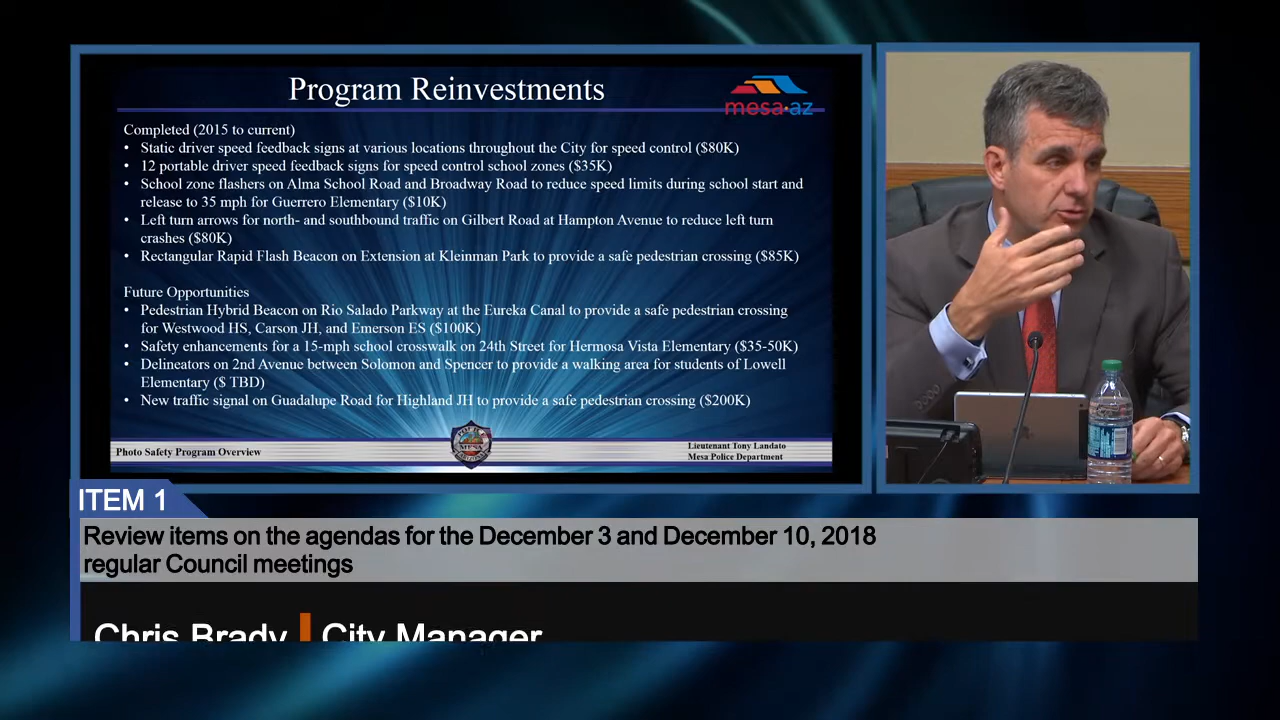 Program Reinvestments
mesa·az
Completed (2015 to current)
• Static driver speed feedback signs at various locations throughout the City for speed control ($80K)
• 12 portable driver speed feedback signs for speed control school zones ($35K)
• School zone flashers on Alma School Road and Broadway Road to reduce speed limits during school start and
release to 35 mph for Guerrero Elementary ($10K)
• Left turn arrows for north- and southbound traffic on Gilbert Road at Hampton Avenue to reduce left turn
crashes ($80K)
• Rectangular Rapid Flash Beacon on Extension at Kleinman Park to provide a safe pedestrian crossing ($85K)
Future Opportunities
• Pedestrian Hybrid Beacon on Rio Salado Parkway at the Eureka Canal to provide a safe pedestrian crossing
for Westwood HS, Carson JH, and Emerson ES ($100K)
• Safety enhancements for a 15-mph school crosswalk on 24th Street for Hermosa Vista Elementary ($35-50K)
• Delineators on 2nd Avenue between Solomon and Spencer to provide a walking area for students of Lowell
Elementary ($ TBD)
• New traffic signal on Guadalupe Road for Highland JH to provide a safe pedestrian crossing ($200K)
Photo Safety Program Overview
MESA
Lieutenant Tony Landato
Mesa Police Department
ITEM 1
Review items on the agendas for the December 3 and December 10, 2018
regular Council meetings
Chris Brady City Manager